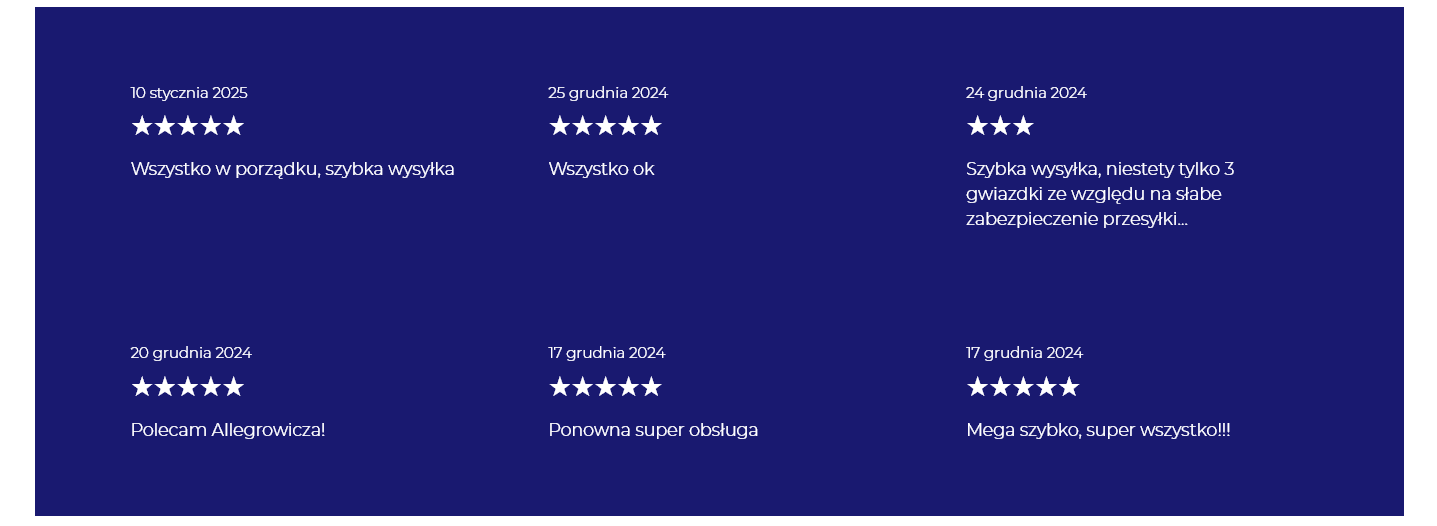 10 stycznia 2025
★★★★★
Wszystko w porządku, szybka wysyłka
25 grudnia 2024
★★★★★
Wszystko ok
24 grudnia 2024
★★★
Szybka wysyłka, niestety tylko 3
gwiazdki ze względu na słabe
zabezpieczenie przesyłki...
20 grudnia 2024
★★★★★
Polecam Allegrowicza!
17 grudnia 2024
★★★★★
Ponowna super obsługa
17 grudnia 2024
★★★★★
Mega szybko, super wszystko!!!